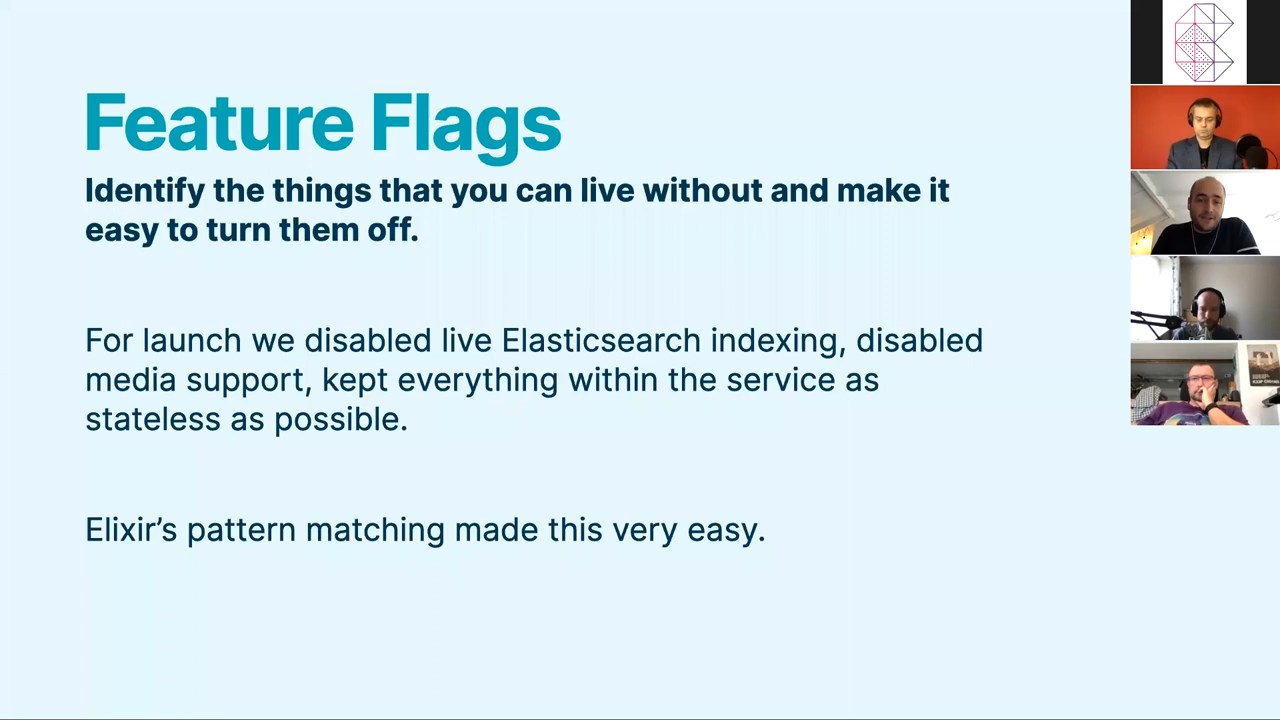 Feature Flags
Identify the things that you can live without and make it
easy to turn them off.
For launch we disabled live Elasticsearch indexing, disabled
media support, kept everything within the service as
stateless as possible.
Elixir’s pattern matching made this very easy.